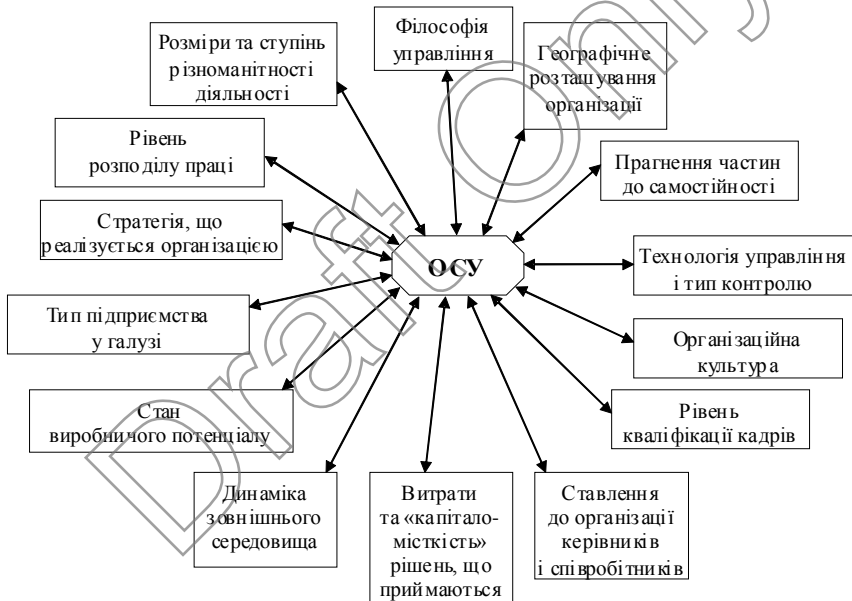 Філософія
управління
Розміри та ступінь
різноманітності
діяльності
Географічне
розташування
організації
Рівень
розподілу праці
Прагнення частин
до самостійності
Стратегія, що
реалізується організацією
ОСУ
Технологія управління
і тип контролю
Тип підприємства
у галузі
Організаційна
культура
Стан
виробничого потенціалу
Рівень
кваліфікації кадрів
Динаміка
зовнішнього
середовища
Витрати
та «капітало-
місткість»
рішень, що
приймаються
Ставлення
до організації
керівників
і співробітників
Draft Only